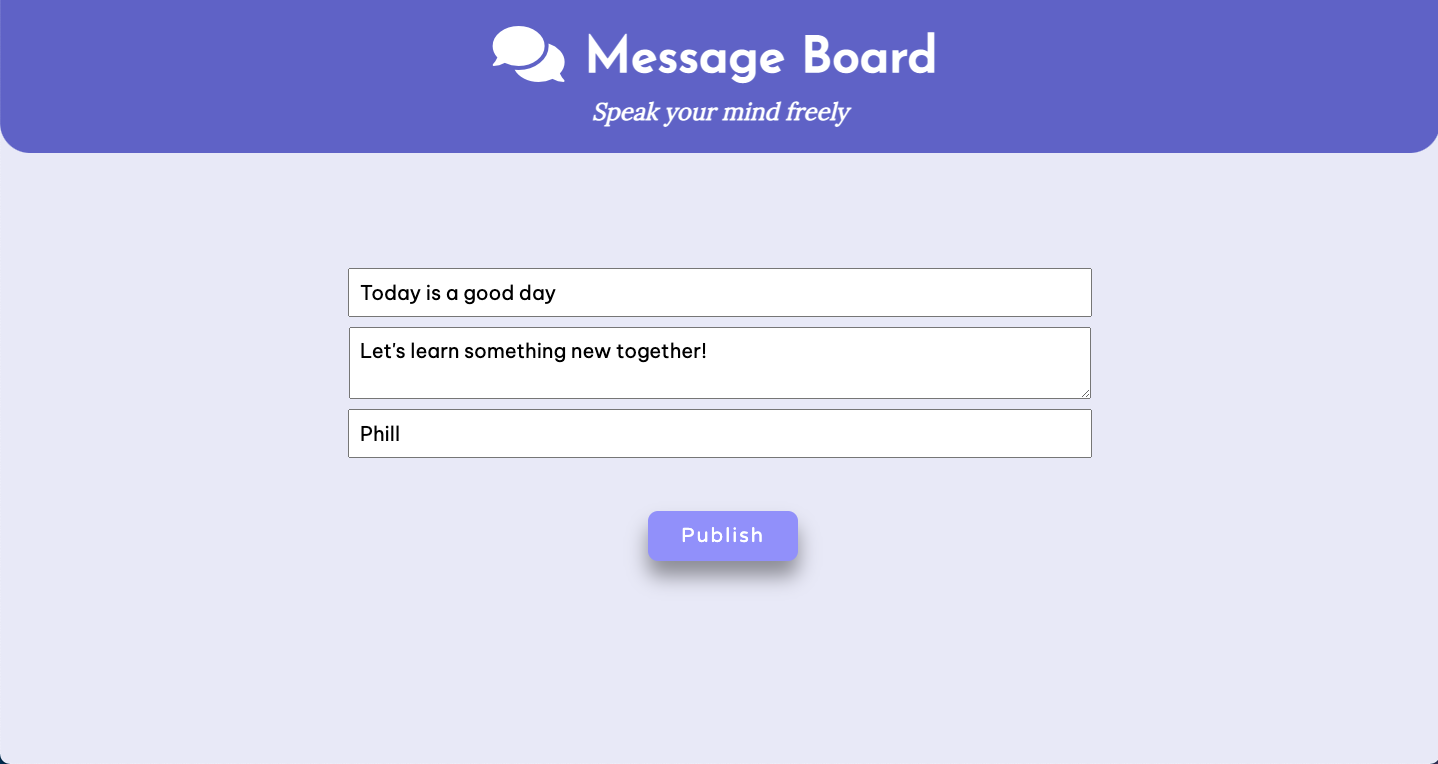 Message Board
Speak your mind freely
Today is a good day
Let's learn something new together!
Phill
Publish